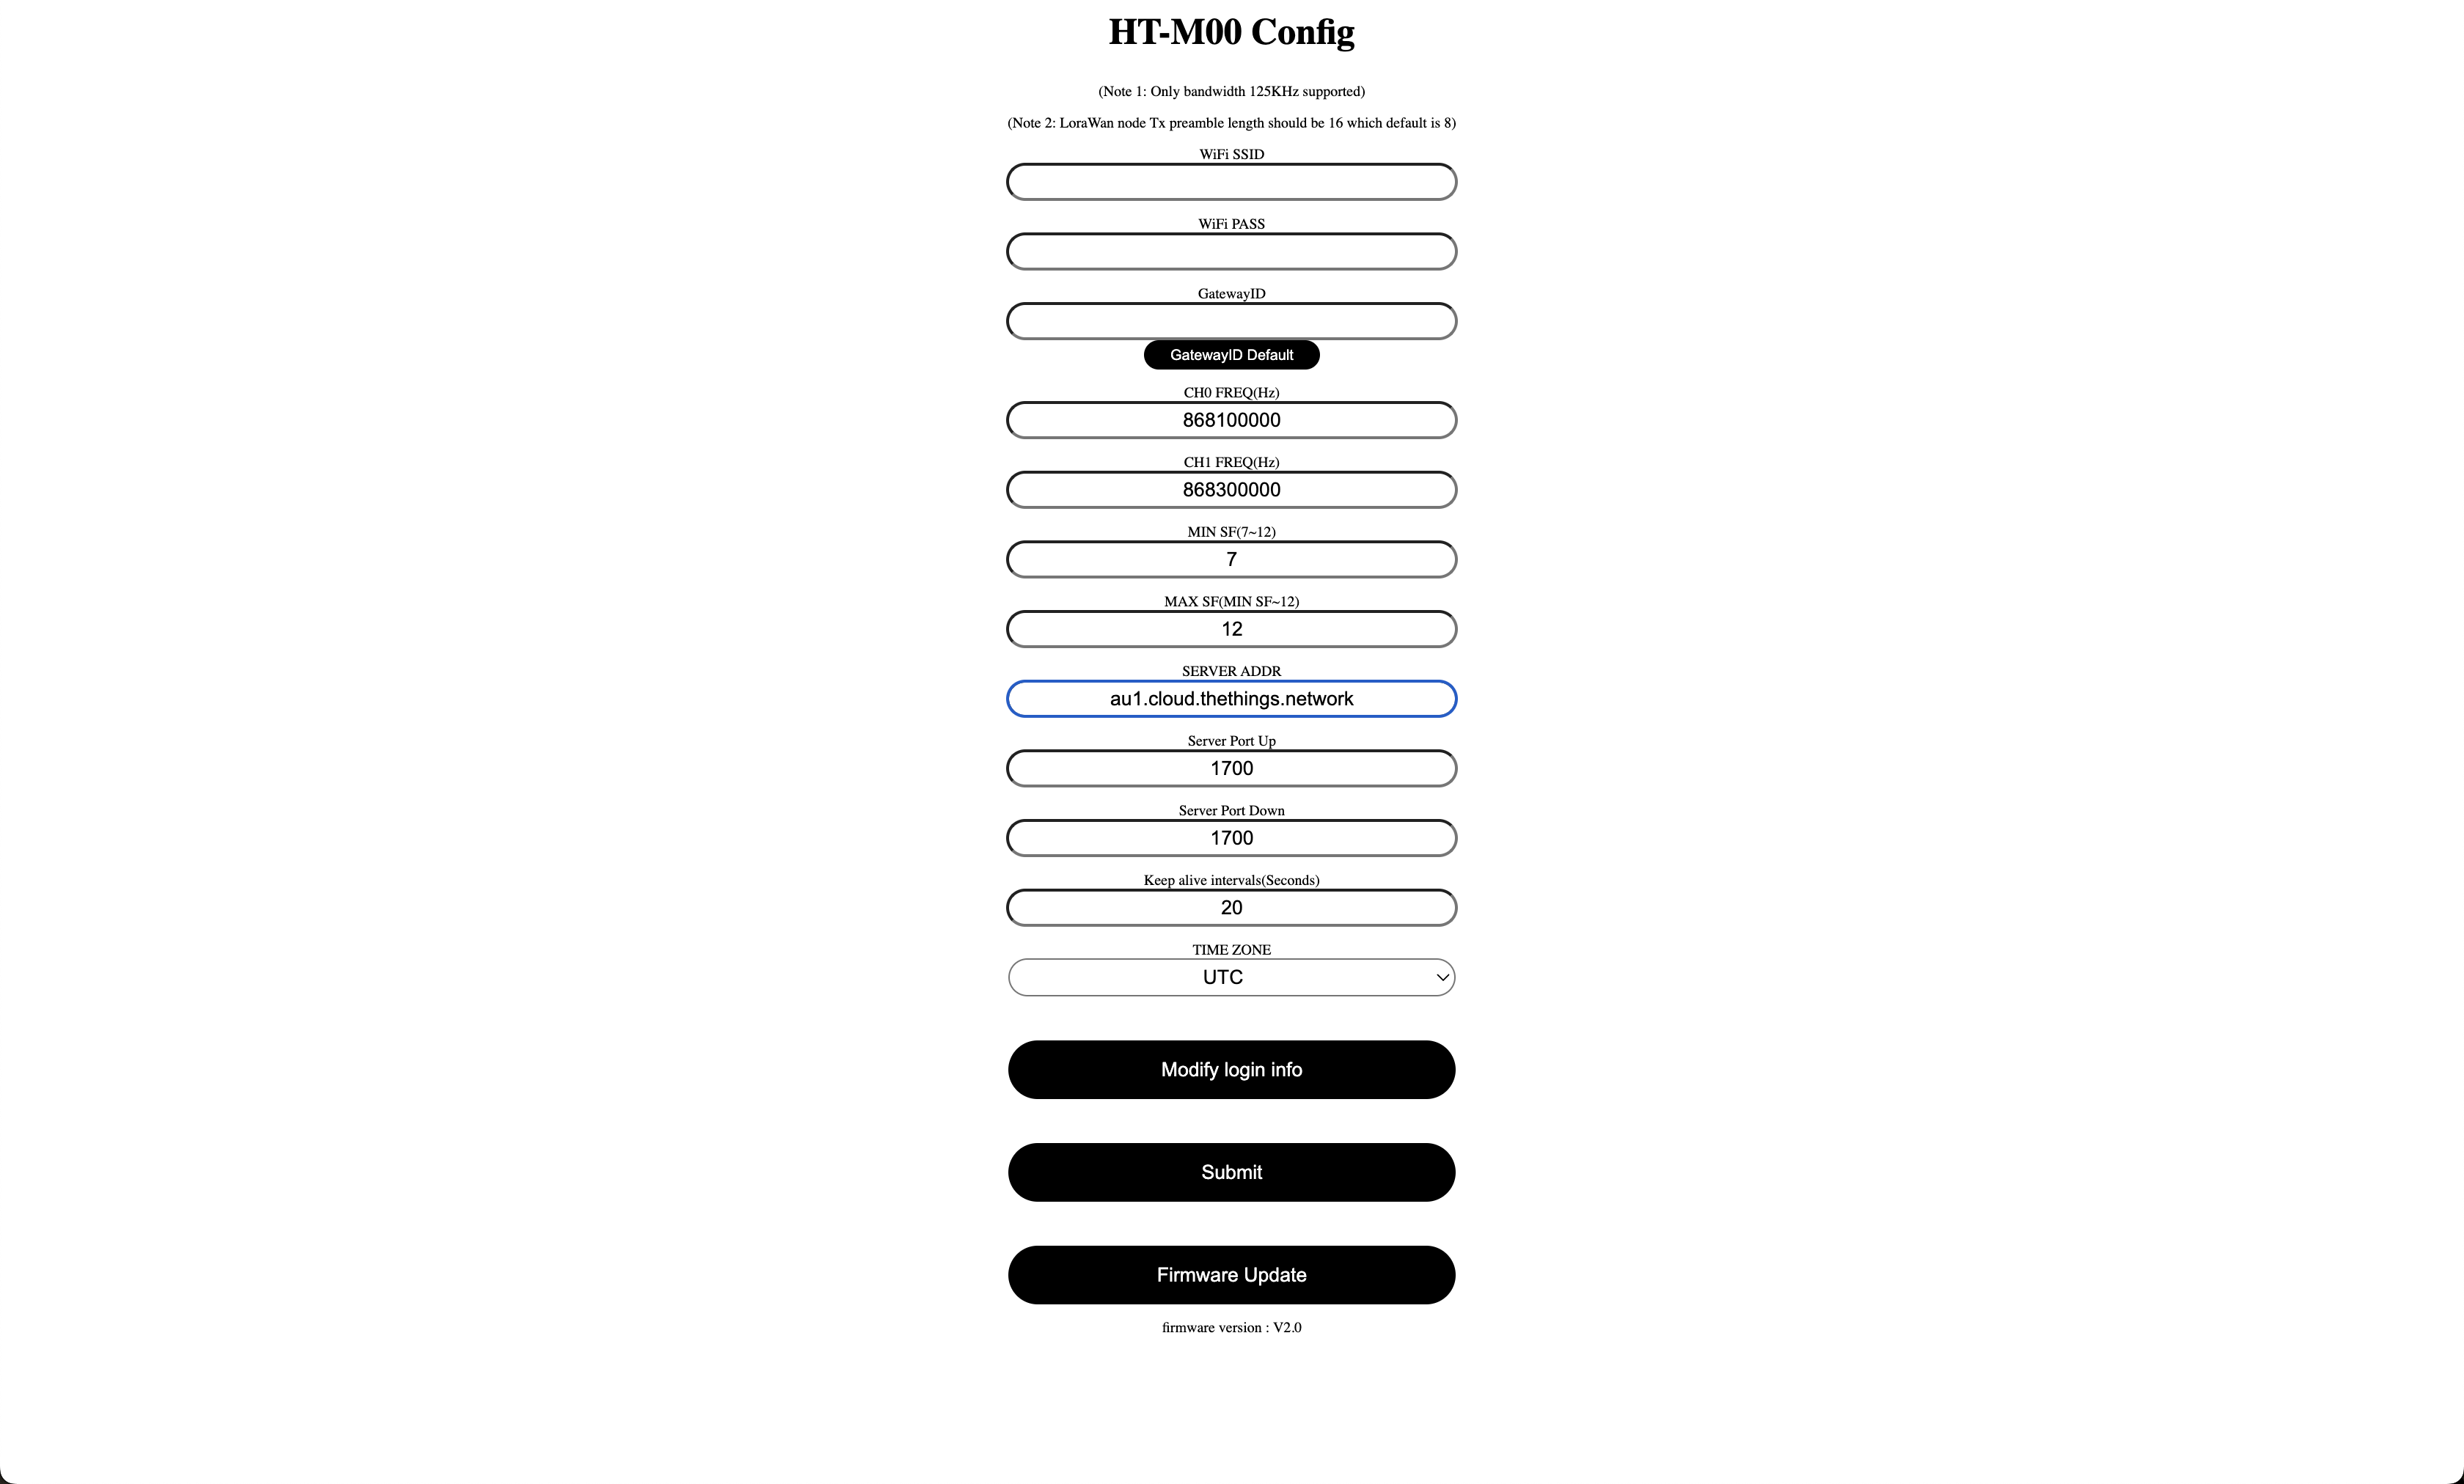 HT-M00 Config
(Note 1: Only bandwidth 125KHz supported)
(Note 2: LoraWan node Tx preamble length should be 16 which default is 8)
WiFi SSID
WiFi PASS
GatewayID
GatewayID Default
CH0 FREQ(Hz)
868100000
CH1 FREQ(Hz)
868300000
MIN SF(7~12)
7
MAX SF(MIN SF~12)
12
SERVER ADDR
au1.cloud.thethings.network
Server Port Up
1700
Server Port Down
1700
Keep alive intervals(Seconds)
20
TIME ZONE
UTC
Modify login info
Submit
Firmware Update
firmware version : V2.0